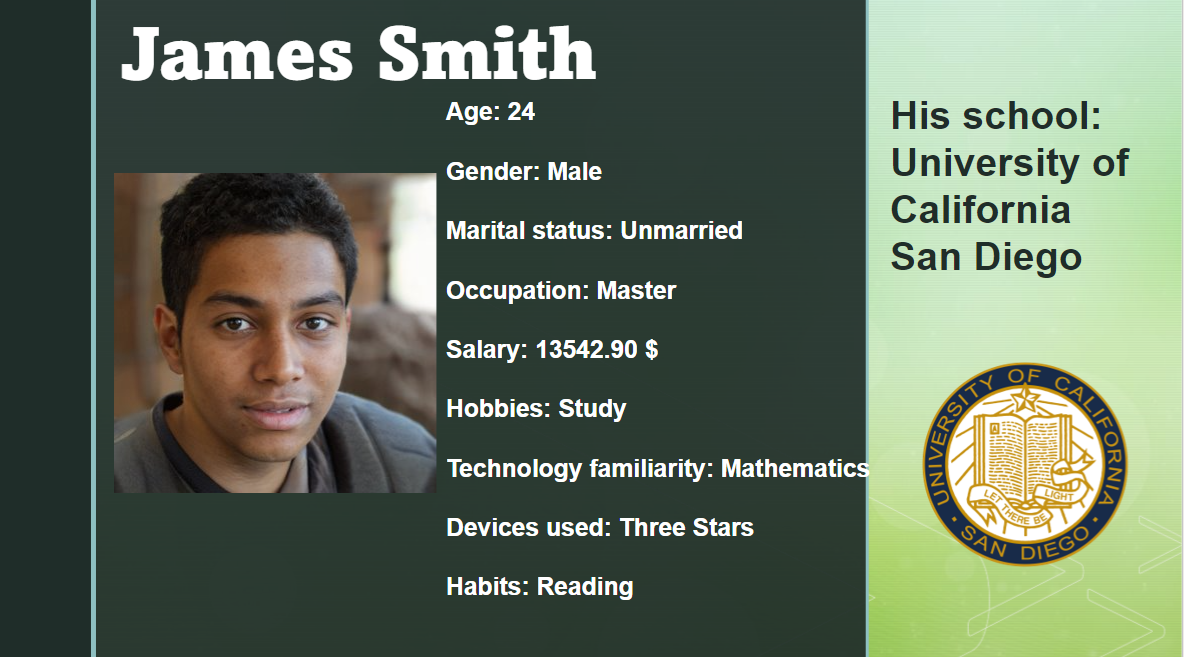 James Smith
Age: 24
Gender: Male
Marital status: Unmarried
Occupation: Master
Salary: 13542.90 $
Hobbies: Study
Technology familiarity: Mathematics
Devices used: Three Stars
Habits: Reading
His school:
University of
California
San Diego
UNIVERSITY OF CALIFORNIA
A
LET THERE BE LIGHT
SAN DIEGO